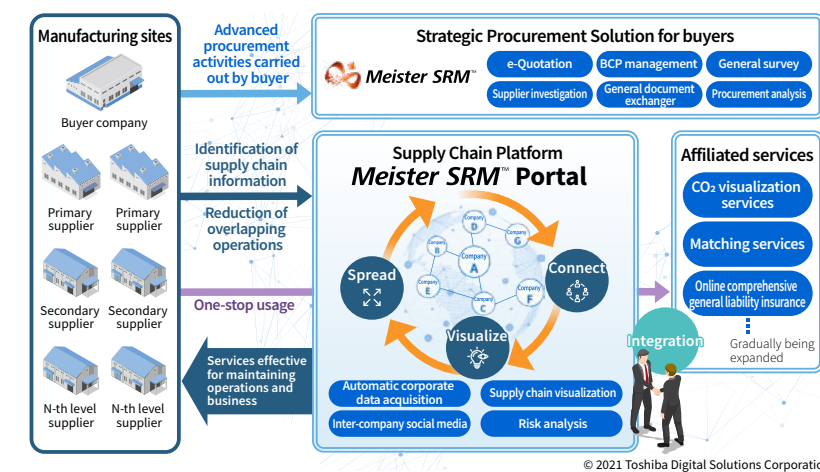 Manufacturing sites
Buyer company
Primary
supplier
Primary
supplier
Secondary
supplier
Secondary
supplier
N-th level
supplier
N-th level
supplier
Advanced
procurement
activities carried
out by buyer
Identification of
supply chain
information
Reduction of
overlapping
operations
One-stop usage
Services effective
for maintaining
operations and
business
Strategic Procurement Solution for buyers
Meister SRM™
e-Quotation
BCP management
General survey
Supplier investigation
General document
exchanger
Procurement analysis
Supply Chain Platform
Meister SRM™ Portal
Company
D
Company
G
Company
B
Company
A
Company
E
Company
C
Company
F
Spread
Connect
Visualize
Automatic corporate
data acquisition
Supply chain visualization
Inter-company social media
Risk analysis
Affiliated services
CO₂ visualization
services
Matching services
Online comprehensive
general liability insurance
Gradually being
expanded
Integration
© 2021 Toshiba Digital Solutions Corporatio